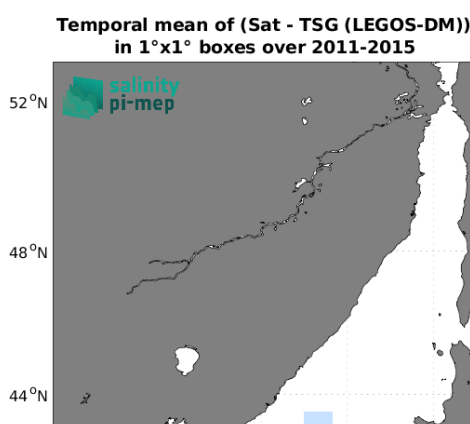 Temporal mean of (Sat - TSG (LEGOS-DM))
in 1°x1° boxes over 2011-2015
salinity
pi-mep
52°N
48°N
44°N